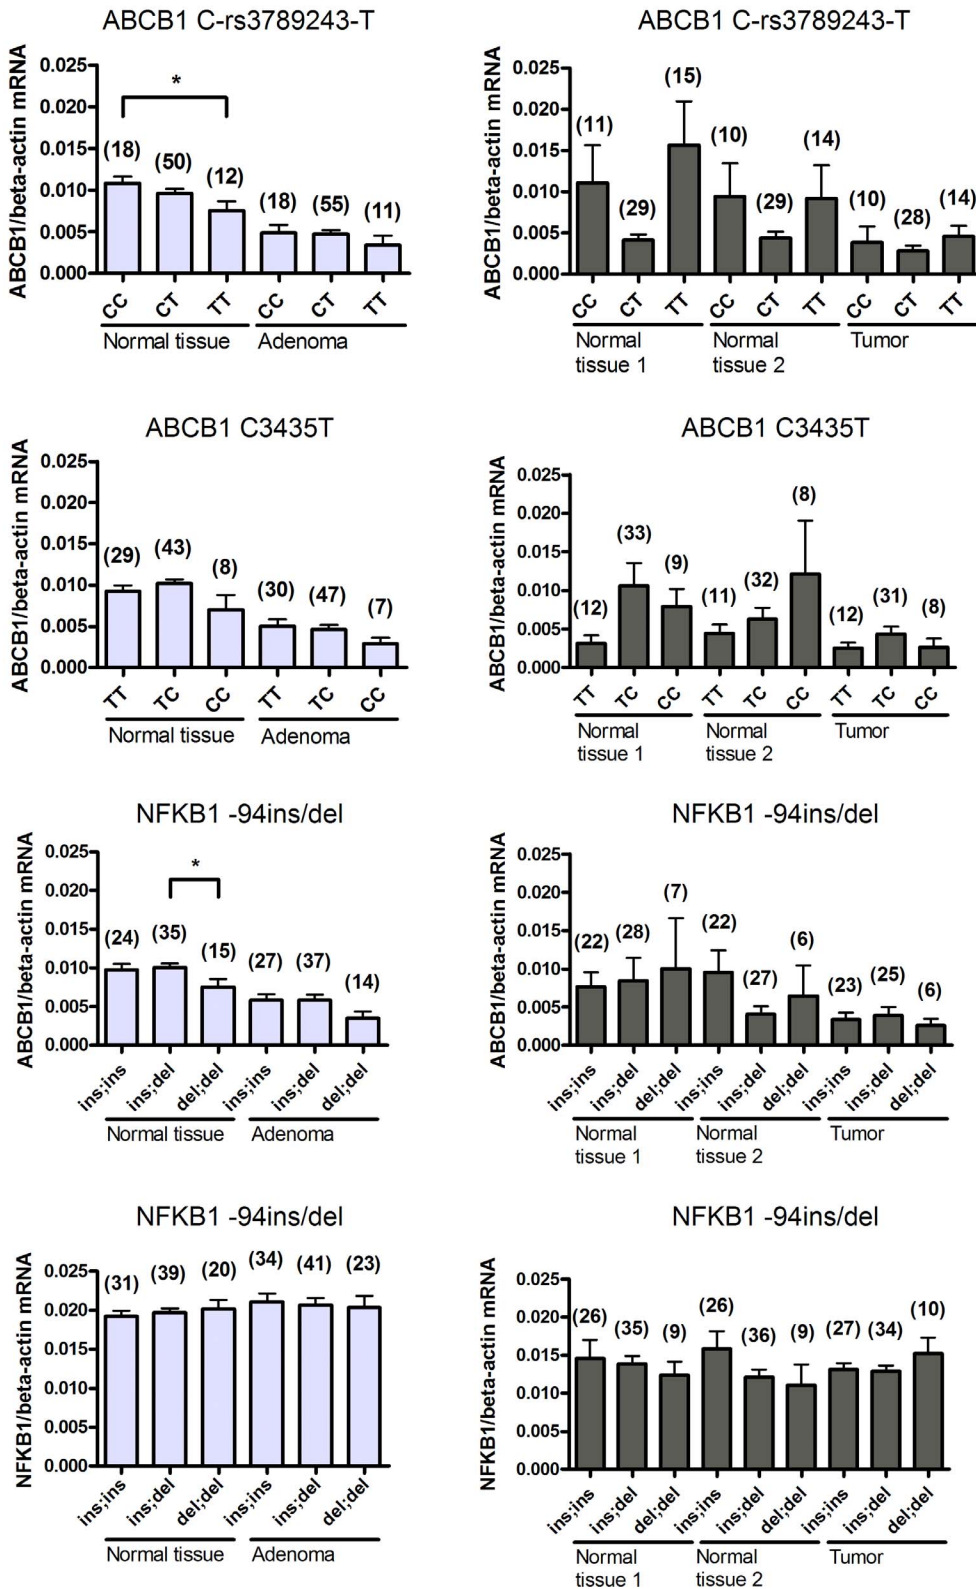 ABCB1 C-rs3789243-T
ABCB1/beta-actin mRNA
0.025
0.020
0.015
0.010
0.005
0.000
*
(18) (50) (12) (18) (55) (11)
CC CT TT CC CT TT
Normal tissue Adenoma
ABCB1 C-rs3789243-T
ABCB1/beta-actin mRNA
0.025
0.020
0.015
0.010
0.005
0.000
(11) (29) (15) (10) (29) (14) (10) (28) (14)
CC CT TT CC CT TT CC CT TT
Normal tissue 1 Normal tissue 2 Tumor
ABCB1 C3435T
ABCB1/beta-actin mRNA
0.025
0.020
0.015
0.010
0.005
0.000
(29) (43) (8) (30) (47) (7)
TT TC CC TT TC CC
Normal tissue Adenoma
ABCB1 C3435T
ABCB1/beta-actin mRNA
0.025
0.020
0.015
0.010
0.005
0.000
(12) (33) (9) (11) (32) (8) (12) (31) (8)
TT TC CC TT TC CC TT TC CC
Normal tissue 1 Normal tissue 2 Tumor
NFKB1 -94ins/del
ABCB1/beta-actin mRNA
0.025
0.020
0.015
0.010
0.005
0.000
*
(24) (35) (15) (27) (37) (14)
ins;ins ins;del del;del ins;ins ins;del del;del
Normal tissue Adenoma
NFKB1 -94ins/del
ABCB1/beta-actin mRNA
0.025
0.020
0.015
0.010
0.005
0.000
(22) (28) (7) (22) (27) (6) (23) (25) (6)
ins;ins ins;del del;del ins;ins ins;del del;del ins;ins ins;del del;del
Normal tissue 1 Normal tissue 2 Tumor
NFKB1 -94ins/del
NFKB1/beta-actin mRNA
0.025
0.020
0.015
0.010
0.005
0.000
(31) (39) (20) (34) (41) (23)
ins;ins ins;del del;del ins;ins ins;del del;del
Normal tissue Adenoma
NFKB1 -94ins/del
NFKB1/beta-actin mRNA
0.025
0.020
0.015
0.010
0.005
0.000
(26) (35) (9) (26) (36) (9) (27) (34) (10)
ins;ins ins;del del;del ins;ins ins;del del;del ins;ins ins;del del;del
Normal tissue 1 Normal tissue 2 Tumor